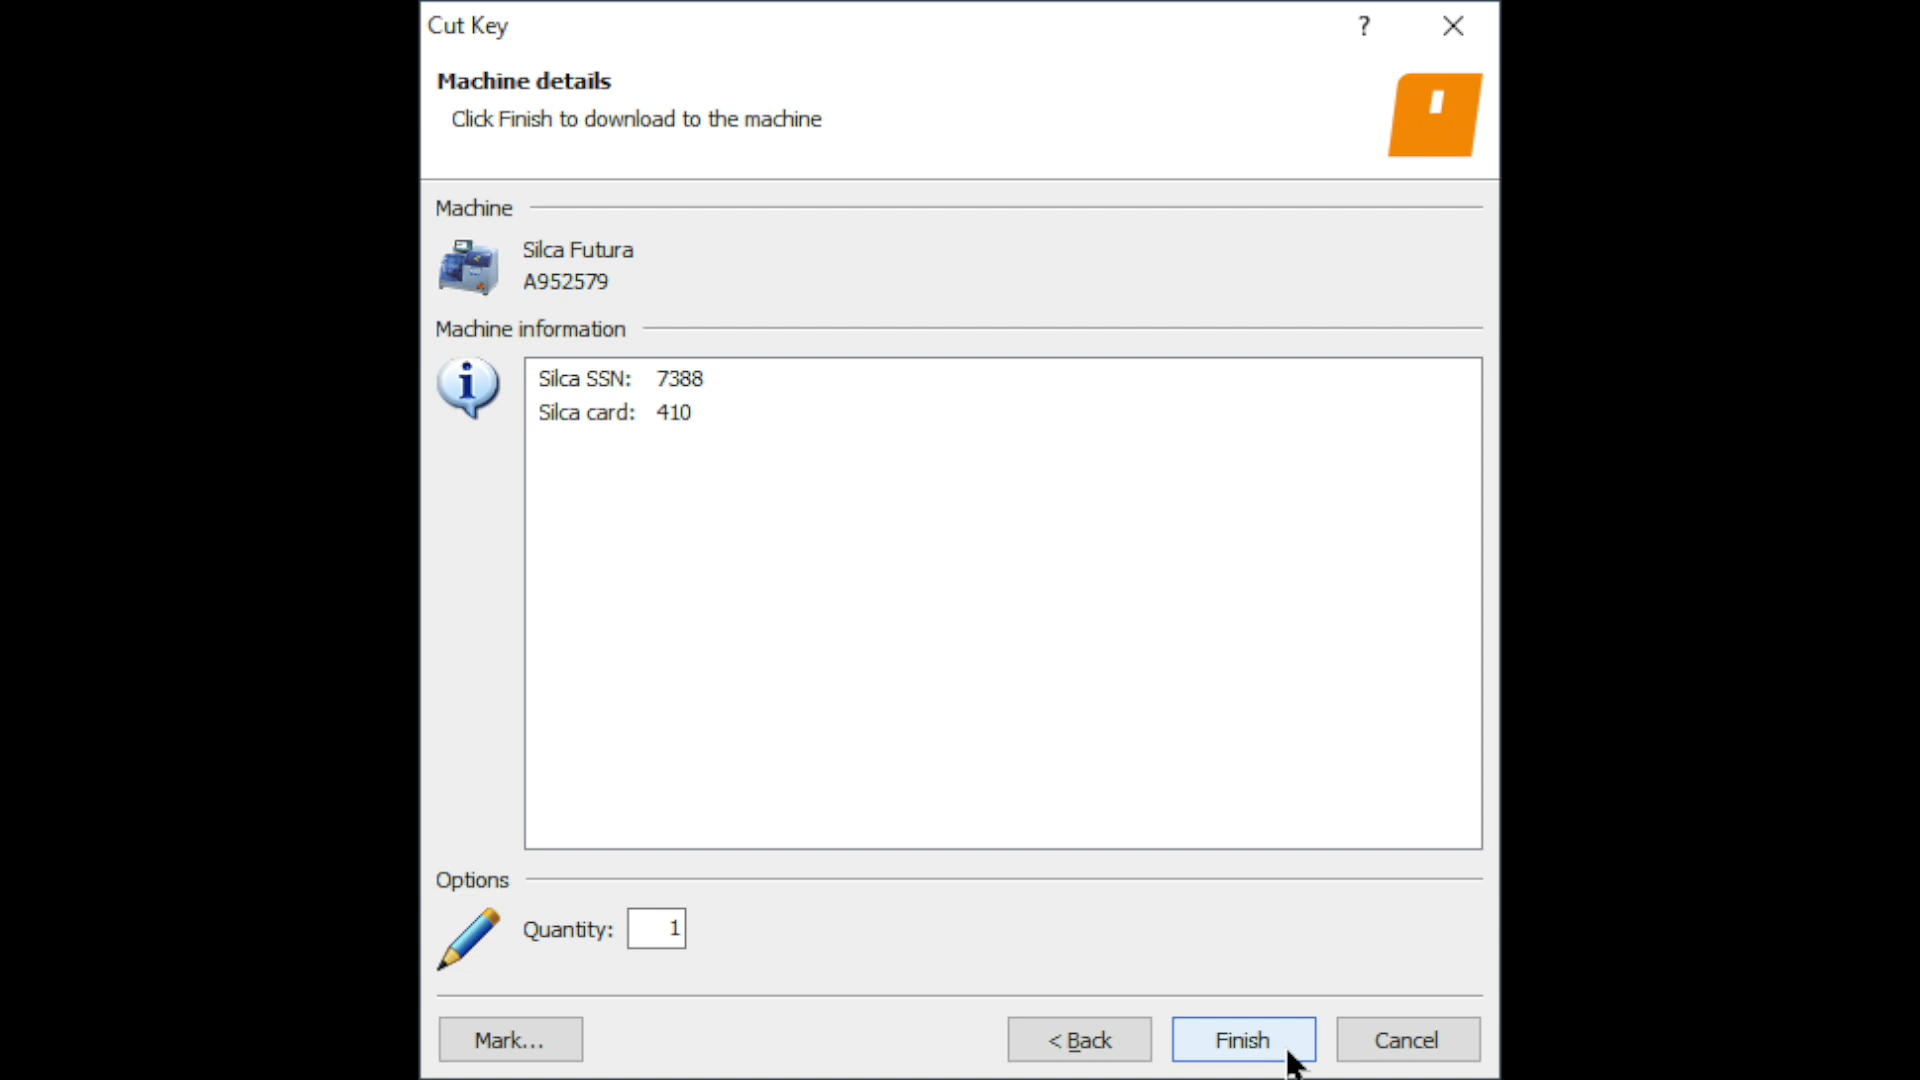 Cut Key
?
Machine details
Click Finish to download to the machine
Machine
Silca Futura
A952579
Machine information
Silca SSN: 7388
Silca card: 410
Options
Quantity: 1
Mark...
< Back
Finish
Cancel